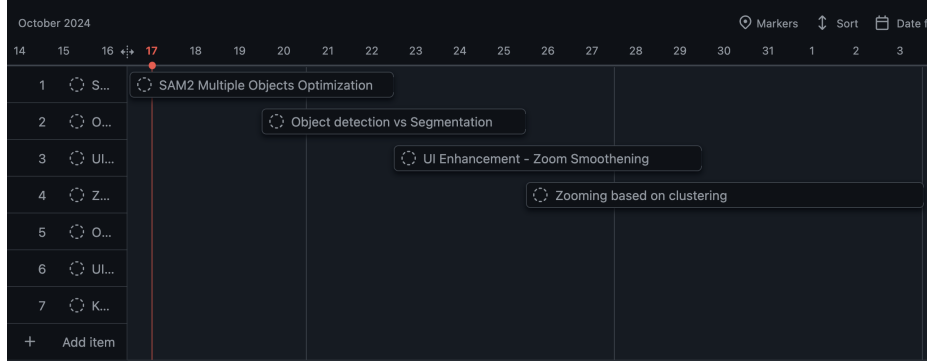 October 2024 Markers Sort Date f
14 15 16 17 18 19 20 21 22 23 24 25 26 27 28 29 30 31 1 2 3
1 S... SAM2 Multiple Objects Optimization
2 O... Object detection vs Segmentation
3 UI... UI Enhancement - Zoom Smoothening
4 Z... Zooming based on clustering
5 O...
6 UI...
7 K...
+ Add item